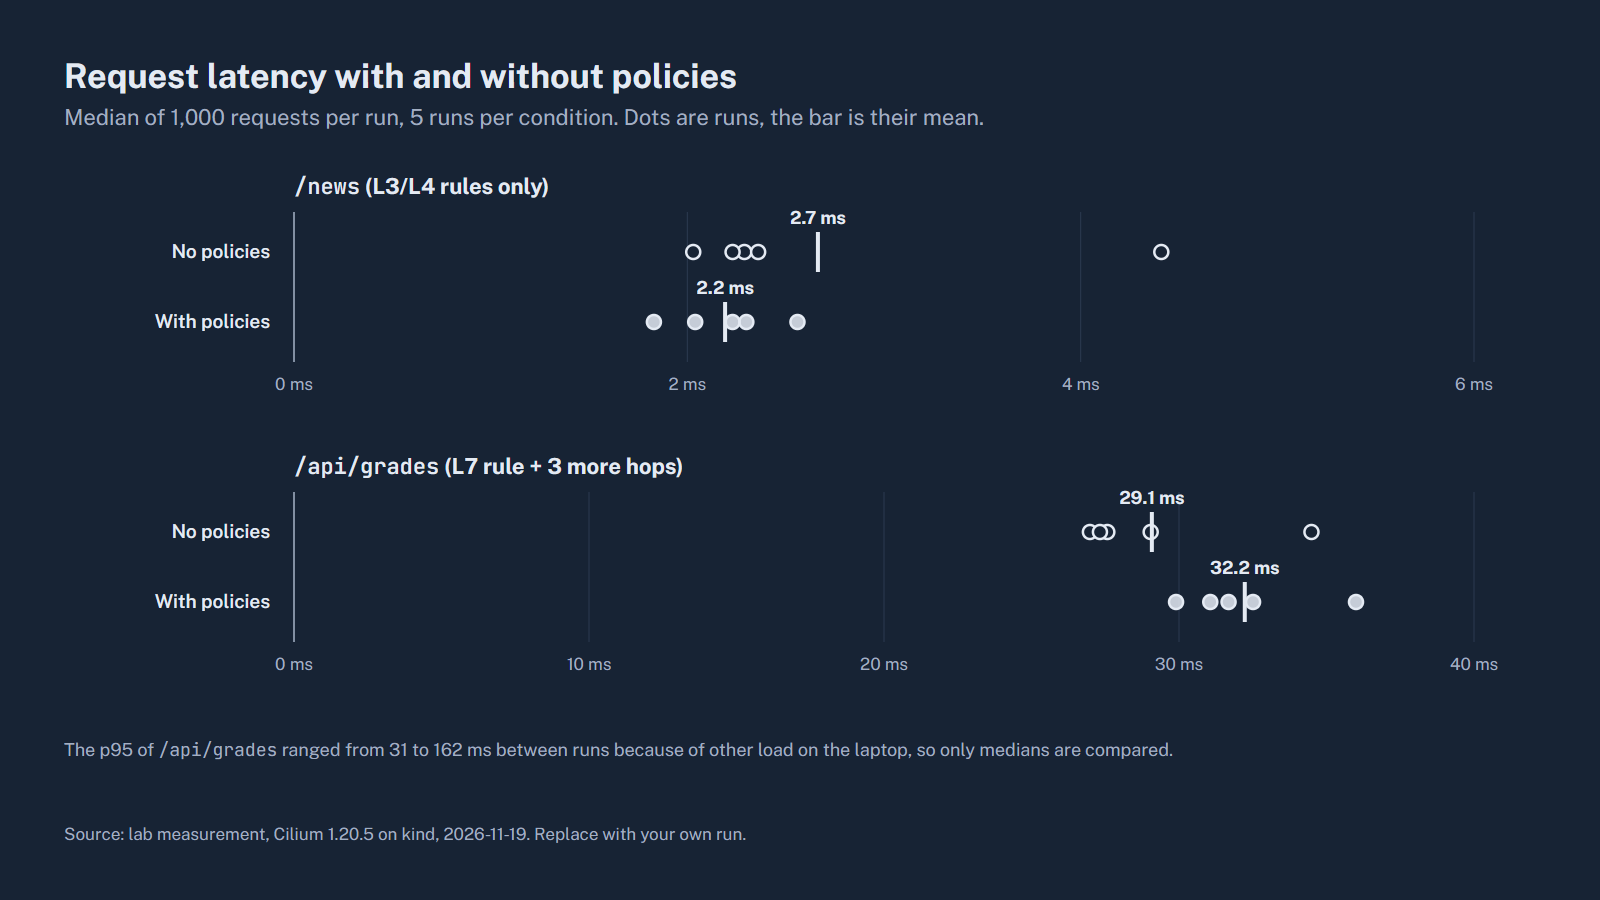 Request latency with and without policies
Median of 1,000 requests per run, 5 runs per condition. Dots are runs, the bar is their mean.
/news (L3/L4 rules only)
2.7 ms
No policies
2.2 ms
With policies
0 ms 2 ms 4 ms 6 ms
/api/grades (L7 rule + 3 more hops)
29.1 ms
No policies
32.2 ms
With policies
0 ms 10 ms 20 ms 30 ms 40 ms
The p95 of /api/grades ranged from 31 to 162 ms between runs because of other load on the laptop, so only medians are compared.
Source: lab measurement, Cilium 1.20.5 on kind, 2026-11-19. Replace with your own run.